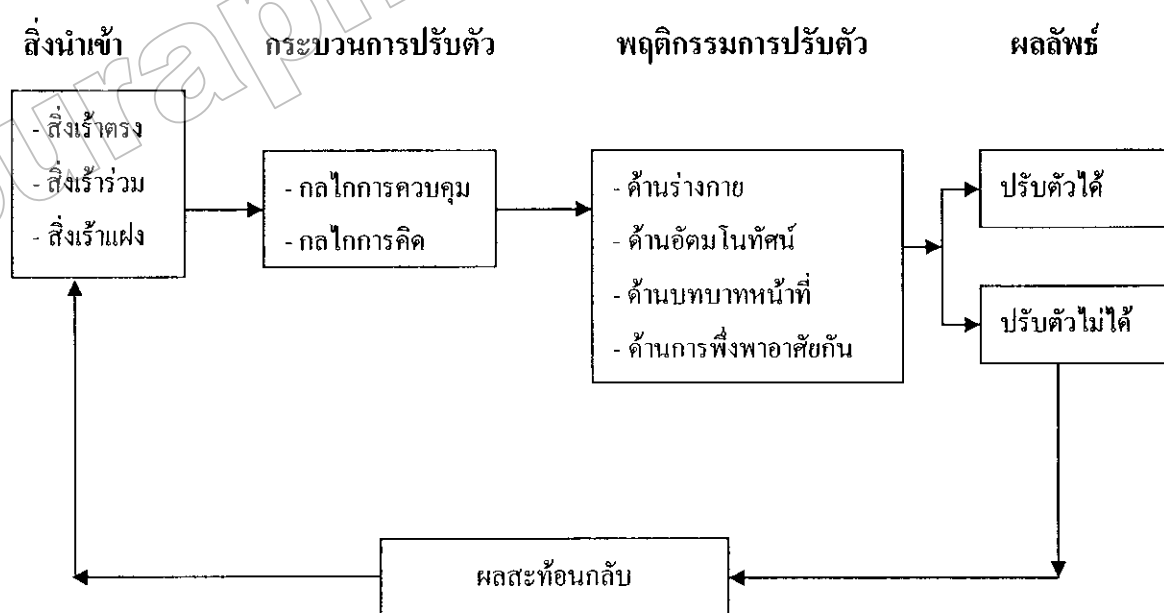 สิ่งนำเข้า
กระบวนการปรับตัว
พฤติกรรมการปรับตัว
ผลลัพธ์
- สิ่งเร้าตรง
- สิ่งเร้าร่วม
- สิ่งเร้าแฝง
- กลไกการควบคุม
- กลไกการคิด
- ด้านร่างกาย
- ด้านอัตมโนทัศน์
- ด้านบทบาทหน้าที่
- ด้านการพึ่งพาอาศัยกัน
ปรับตัวได้
ปรับตัวไม่ได้
ผลสะท้อนกลับ